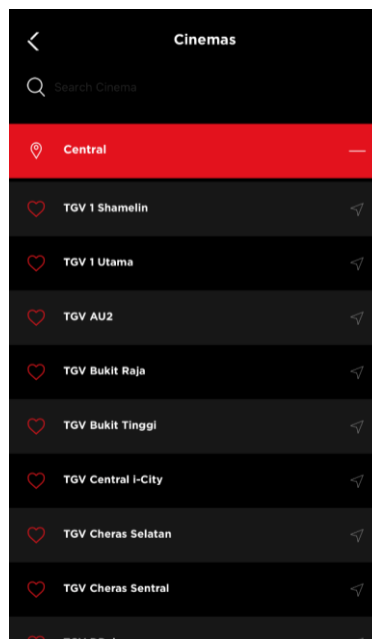 Cinemas
Search Cinema
Central
TGV 1 Shamelin
TGV 1 Utama
TGV AU2
TGV Bukit Raja
TGV Bukit Tinggi
TGV Central i-City
TGV Cheras Selatan
TGV Cheras Sentral